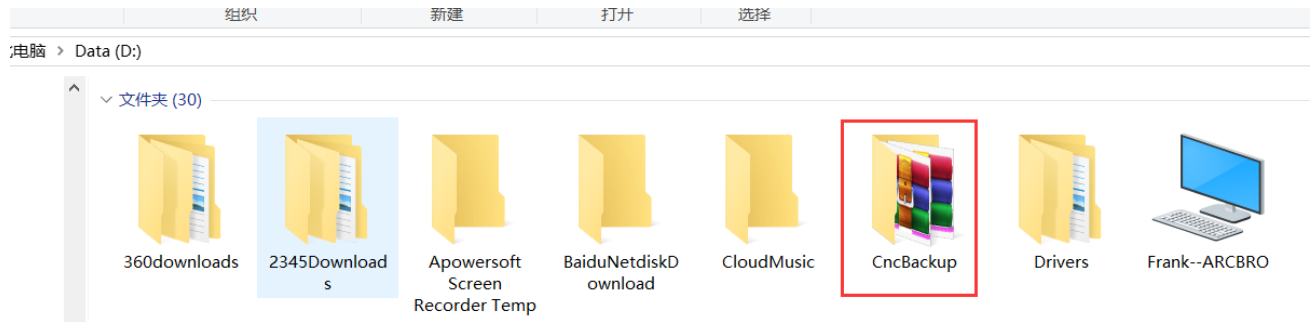 组织 新建 打开 选择
电脑 > Data (D:)
文件夹 (30)
360downloads 2345Download Apowersoft BaiduNetdiskD CloudMusic CncBackup Drivers Frank--ARCBRO
s Screen ownload
Recorder Temp